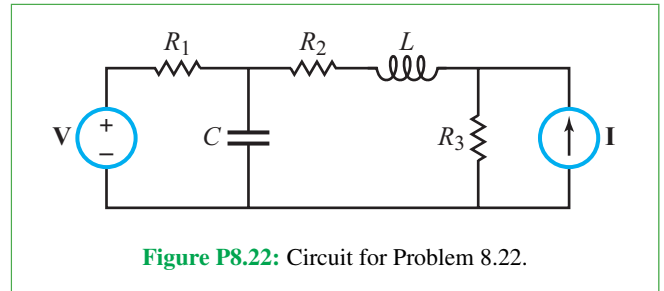 R1 R2 L
V + − C R3 I
Figure P8.22: Circuit for Problem 8.22.